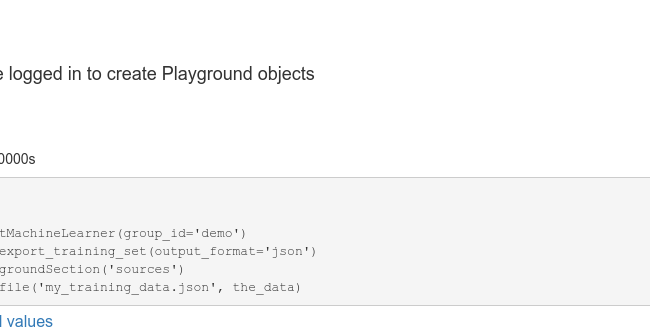 e logged in to create Playground objects
0000s
tMachineLearner(group_id='demo')
export_training_set(output_format='json')
groundSection('sources')
file('my_training_data.json', the_data)
l values